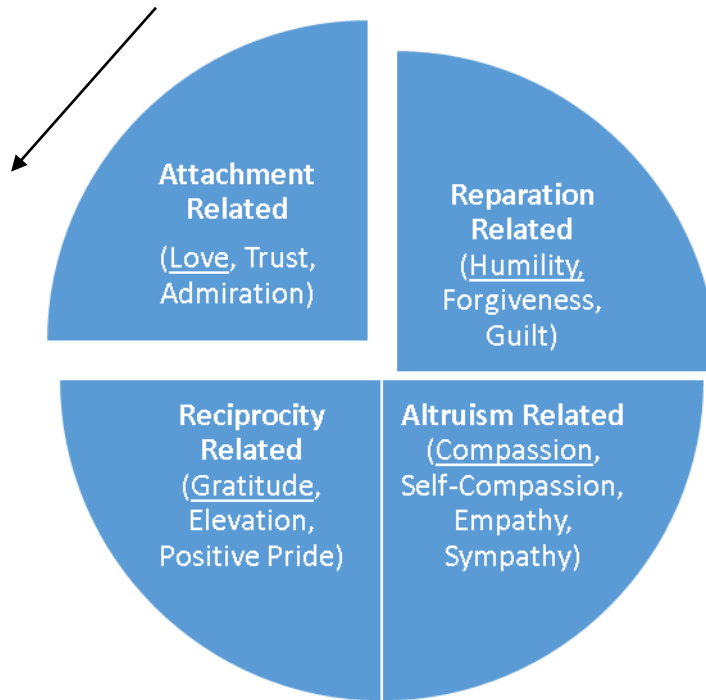 Attachment
Related
(Love, Trust,
Admiration)
Reparation
Related
(Humility,
Forgiveness,
Guilt)
Reciprocity
Related
(Gratitude,
Elevation,
Positive Pride)
Altruism Related
(Compassion,
Self-Compassion,
Empathy,
Sympathy)